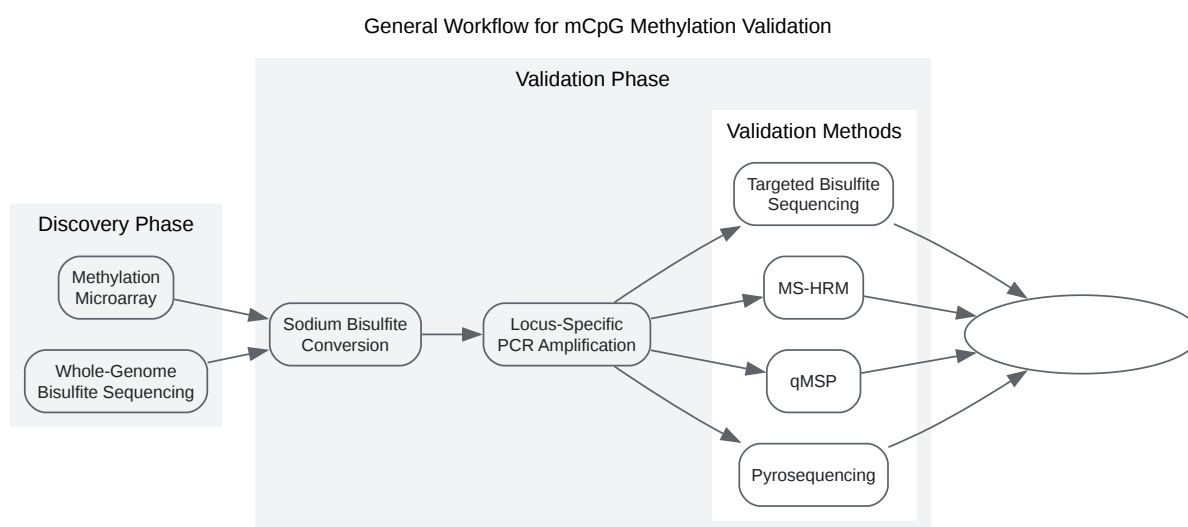 General Workflow for mCpG Methylation Validation
Validation Phase
Validation Methods
Discovery Phase
Methylation
Microarray
Whole-Genome
Bisulfite Sequencing
Sodium Bisulfite
Conversion
Locus-Specific
PCR Amplification
Targeted Bisulfite
Sequencing
MS-HRM
qMSP
Pyrosequencing